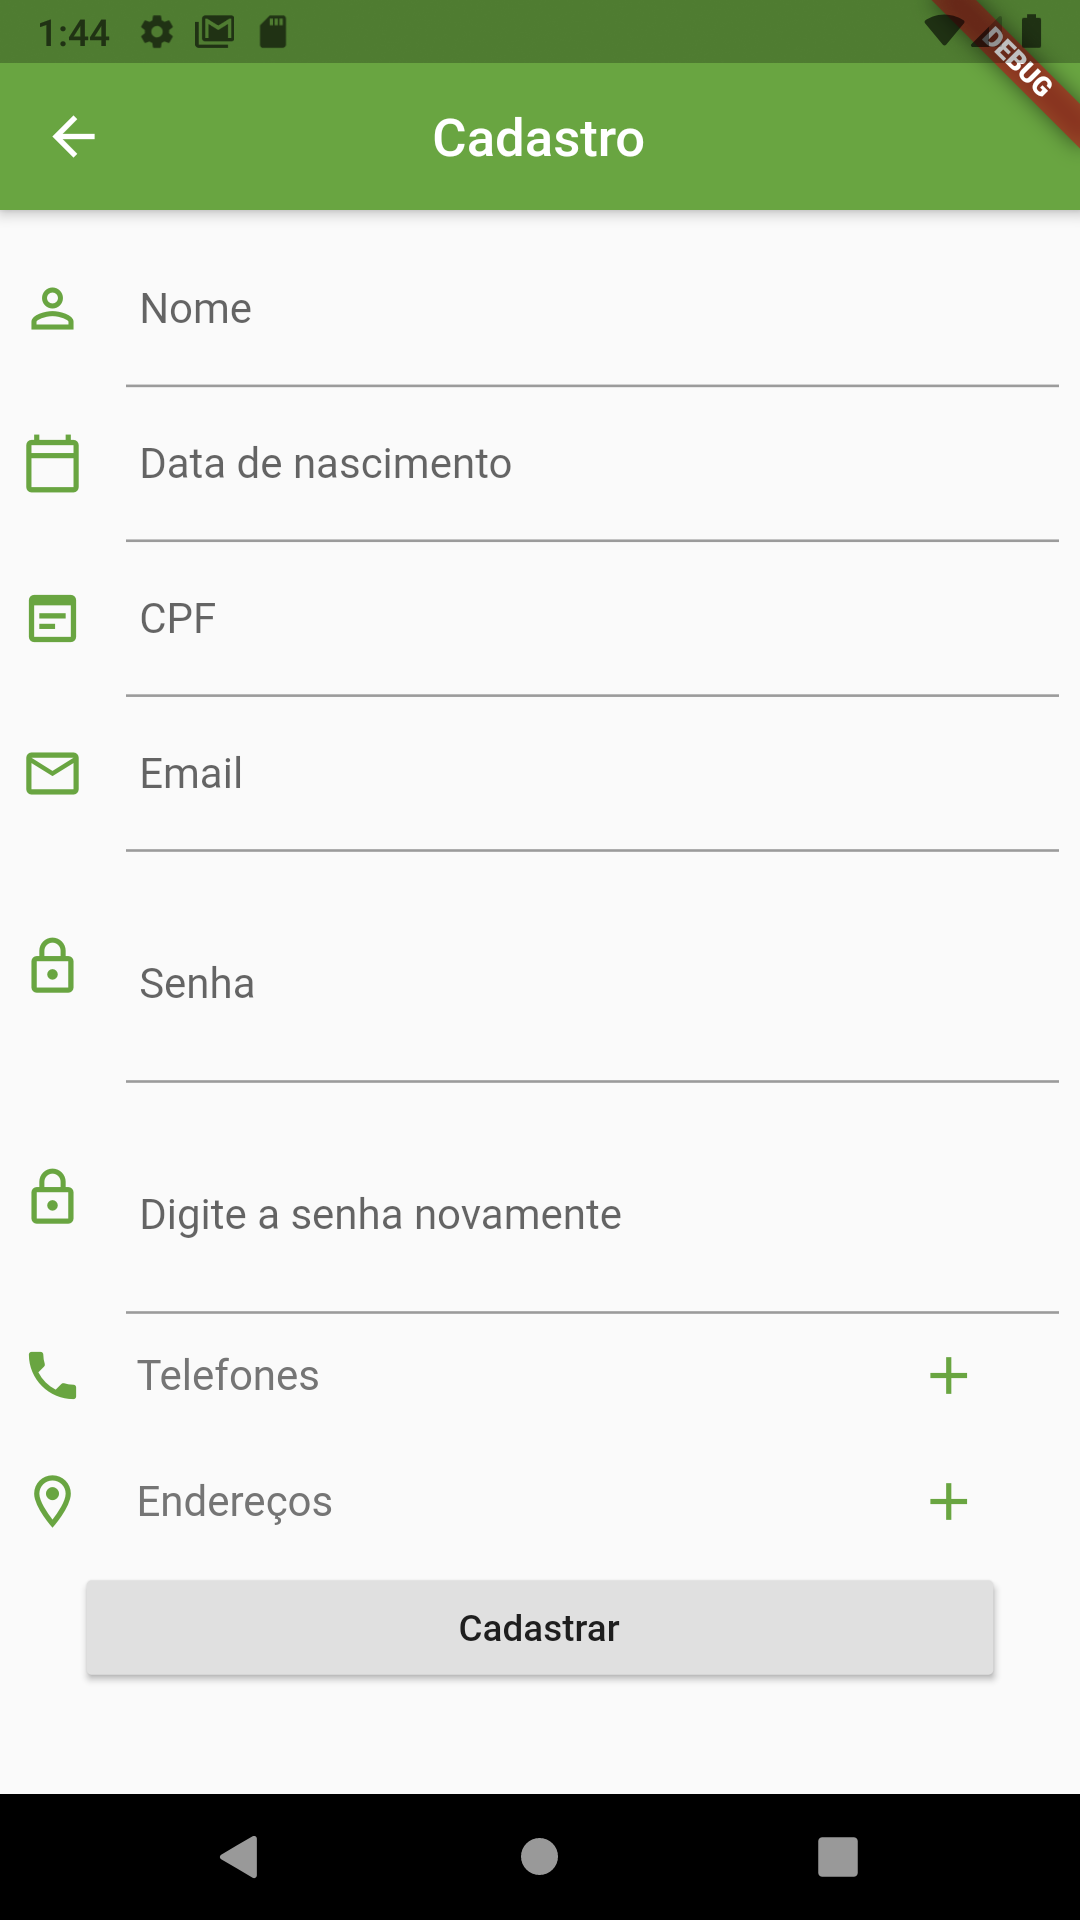 1:44
DEBUG
Cadastro
Nome
Data de nascimento
CPF
Email
Senha
Digite a senha novamente
Telefones
Endereços
Cadastrar